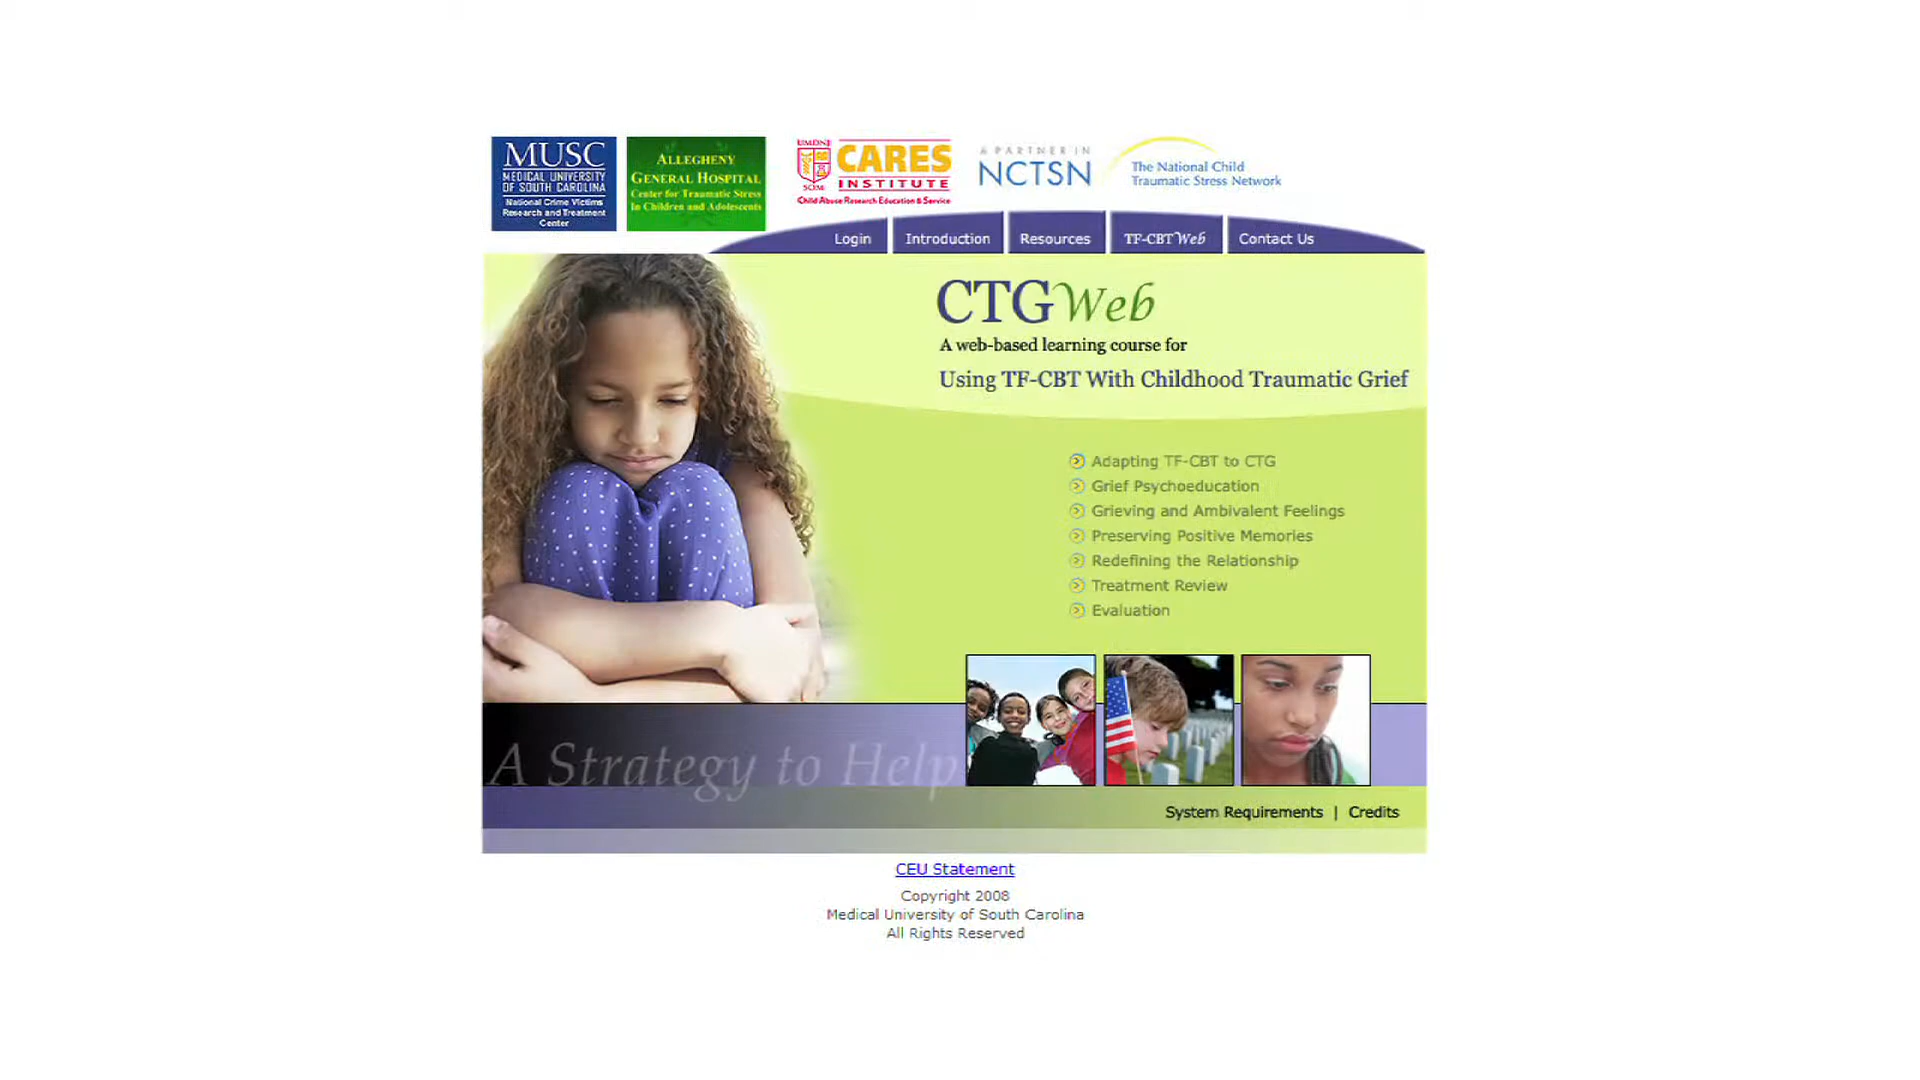 MUSC
MEDICAL UNIVERSITY
OF SOUTH CAROLINA
National Crime Victims
Research and Treatment
Center
ALLEGHENY
GENERAL HOSPITAL
Center for Traumatic Stress
In Children and Adolescents
UMDNJ
SOM
CARES
INSTITUTE
Child Abuse Research Education & Service
A PARTNER IN
NCTSN
The National Child
Traumatic Stress Network
Login
Introduction
Resources
TF-CBT Web
Contact Us
CTG Web
A web-based learning course for
Using TF-CBT With Childhood Traumatic Grief
Adapting TF-CBT to CTG
Grief Psychoeducation
Grieving and Ambivalent Feelings
Preserving Positive Memories
Redefining the Relationship
Treatment Review
Evaluation
A Strategy to Help
System Requirements | Credits
CEU Statement
Copyright 2008
Medical University of South Carolina
All Rights Reserved